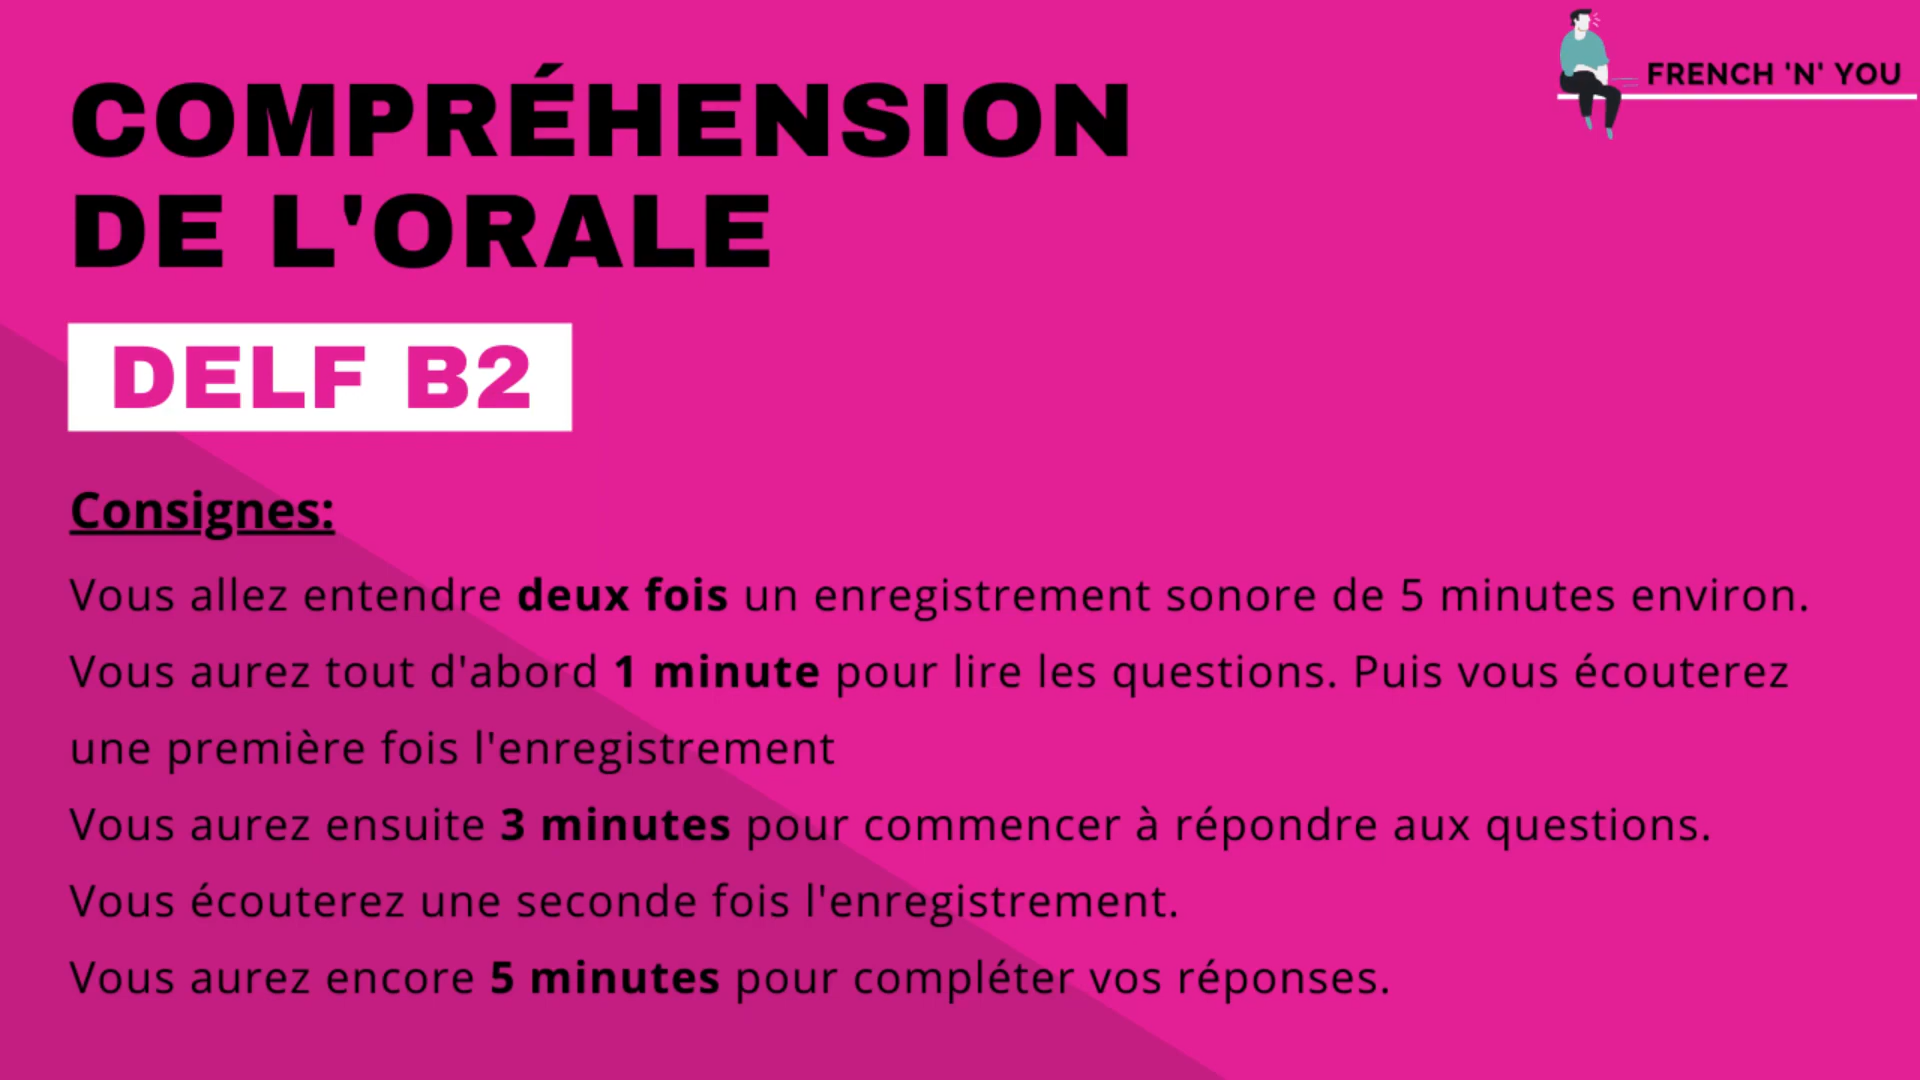 FRENCH 'N' YOU
COMPRÉHENSION
DE L'ORALE
DELF B2
Consignes:
Vous allez entendre deux fois un enregistrement sonore de 5 minutes environ.
Vous aurez tout d'abord 1 minute pour lire les questions. Puis vous écouterez
une première fois l'enregistrement
Vous aurez ensuite 3 minutes pour commencer à répondre aux questions.
Vous écouterez une seconde fois l'enregistrement.
Vous aurez encore 5 minutes pour compléter vos réponses.